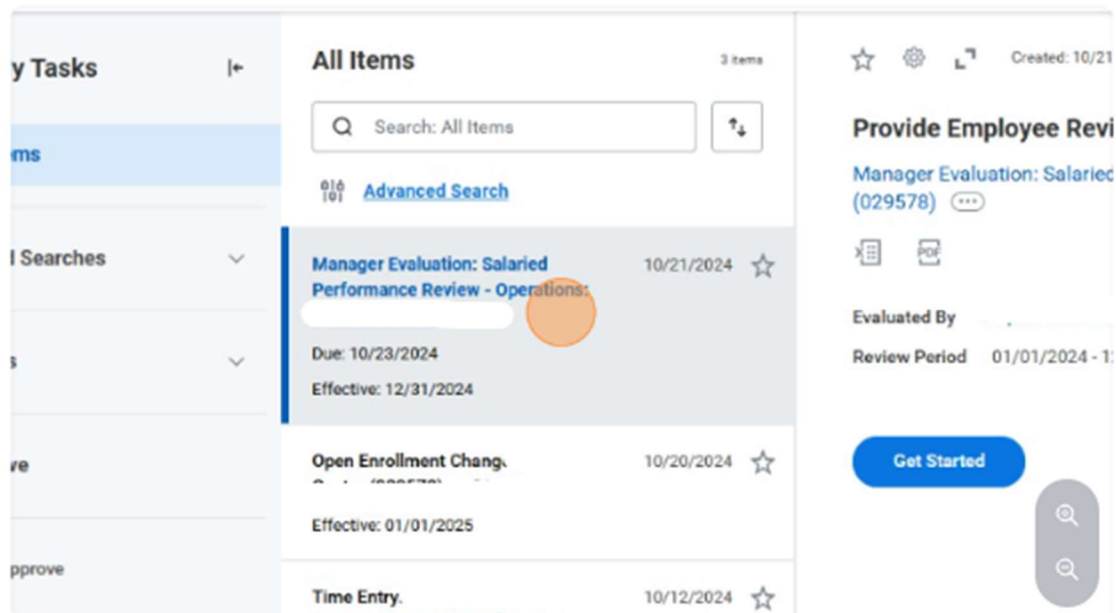 y Tasks
ms
l Searches
s
ve
pprove
All Items
3 items
Search: All Items
Advanced Search
Manager Evaluation: Salaried
Performance Review - Operations:
10/21/2024
Due: 10/23/2024
Effective: 12/31/2024
Open Enrollment Chang
10/20/2024
Effective: 01/01/2025
Time Entry.
10/12/2024
Created: 10/21
Provide Employee Revi
Manager Evaluation: Salaried
(029578)
PDF
Evaluated By
Review Period 01/01/2024 - 1
Get Started